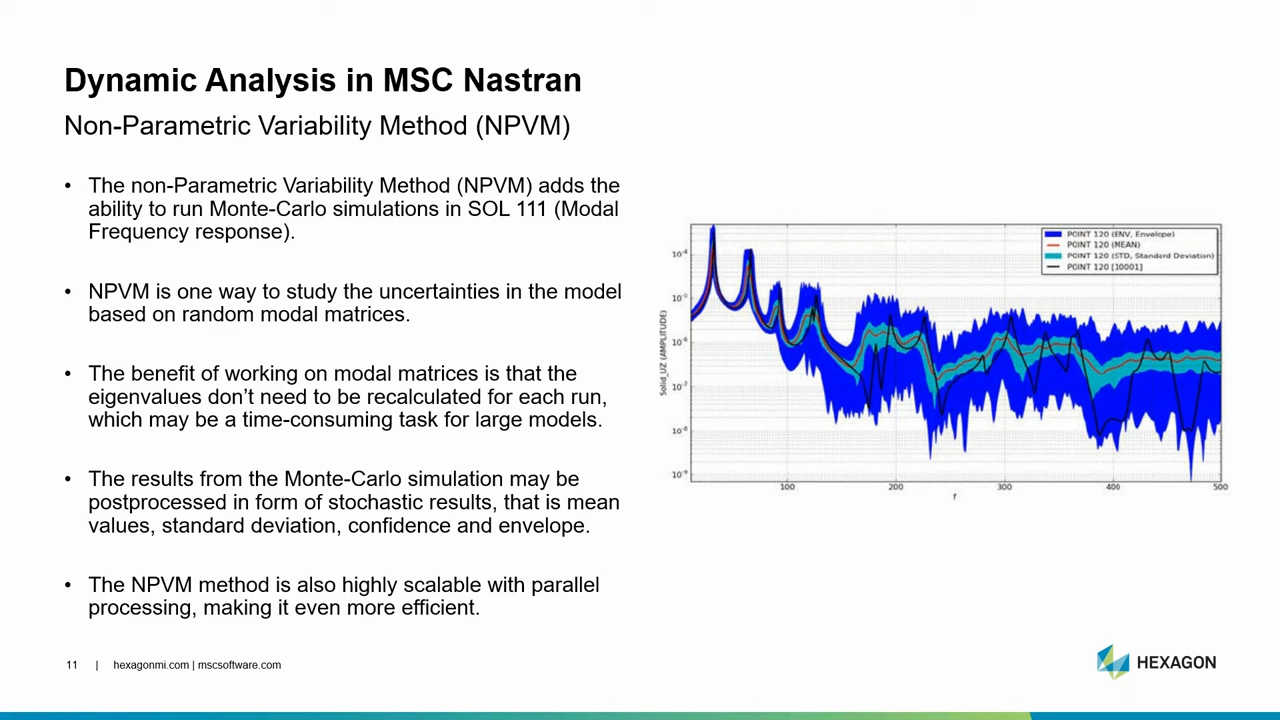 Dynamic Analysis in MSC Nastran
Non-Parametric Variability Method (NPVM)
• The non-Parametric Variability Method (NPVM) adds the
ability to run Monte-Carlo simulations in SOL 111 (Modal
Frequency response).
• NPVM is one way to study the uncertainties in the model
based on random modal matrices.
• The benefit of working on modal matrices is that the
eigenvalues don't need to be recalculated for each run,
which may be a time-consuming task for large models.
• The results from the Monte-Carlo simulation may be
postprocessed in form of stochastic results, that is mean
values, standard deviation, confidence and envelope.
• The NPVM method is also highly scalable with parallel
processing, making it even more efficient.
POINT 120 (ENV, Envelope)
POINT 120 (MEAN)
POINT 120 (STD, Standard Deviation)
POINT 120 [10001]
Solid_UZ (AMPLITUDE)
10⁻⁴
10⁻⁵
10⁻⁶
10⁻⁷
10⁻⁸
10⁻⁹
100 200 300 400 500
f
11 | hexagonmi.com | mscsoftware.com
HEXAGON